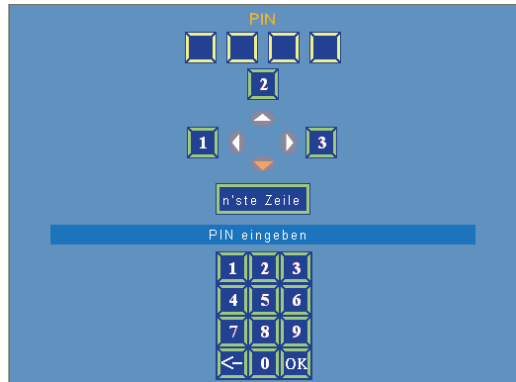 PIN
2
1 3
n'ste Zeile
PIN eingeben
1 2 3
4 5 6
7 8 9
<- 0 OK